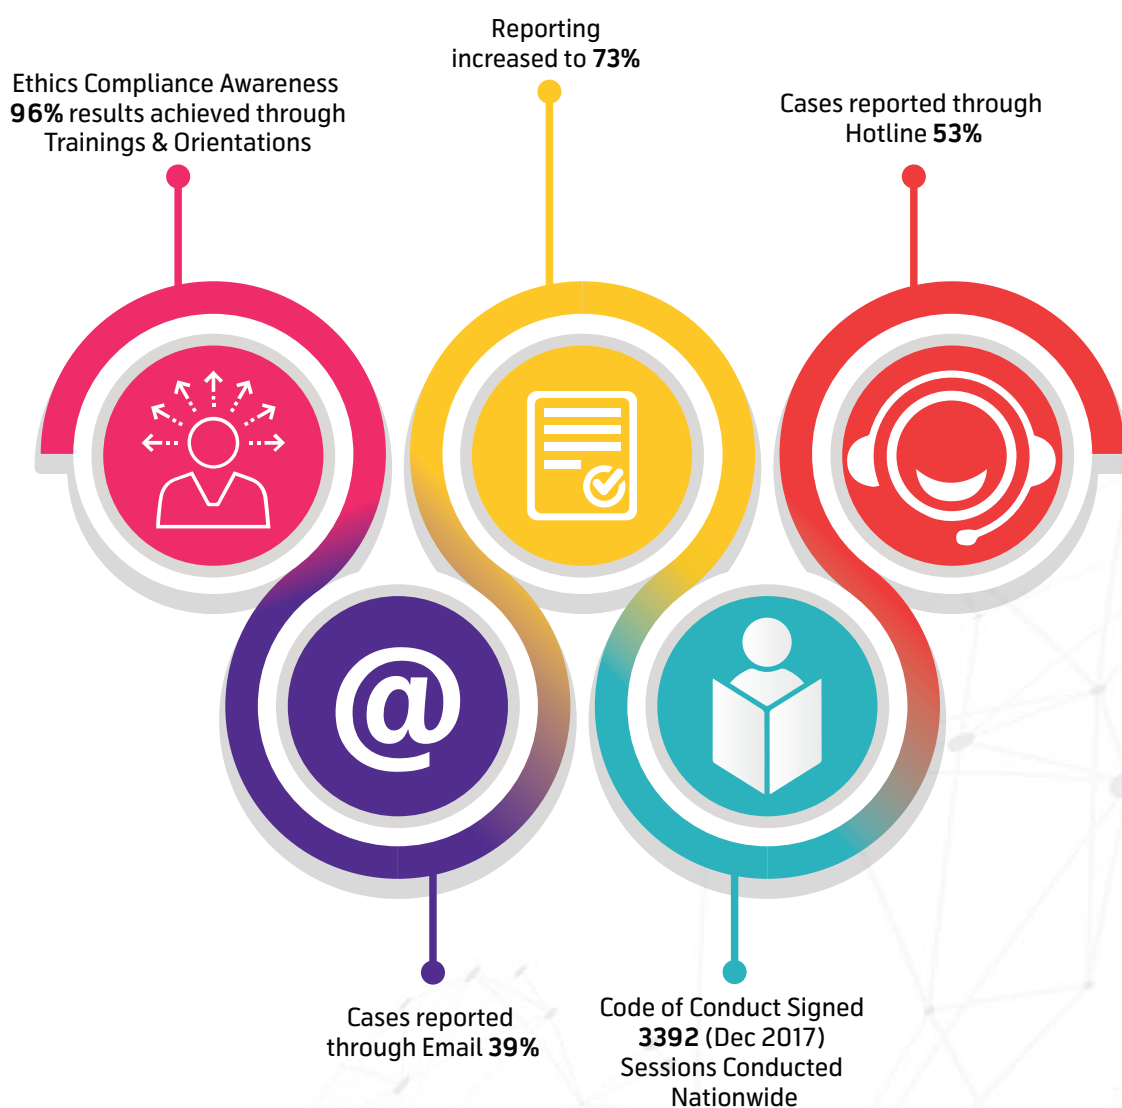 Reporting
increased to 73%
Ethics Compliance Awareness
96% results achieved through
Trainings & Orientations
Cases reported through
Hotline 53%
@
Cases reported
through Email 39%
Code of Conduct Signed
3392 (Dec 2017)
Sessions Conducted
Nationwide